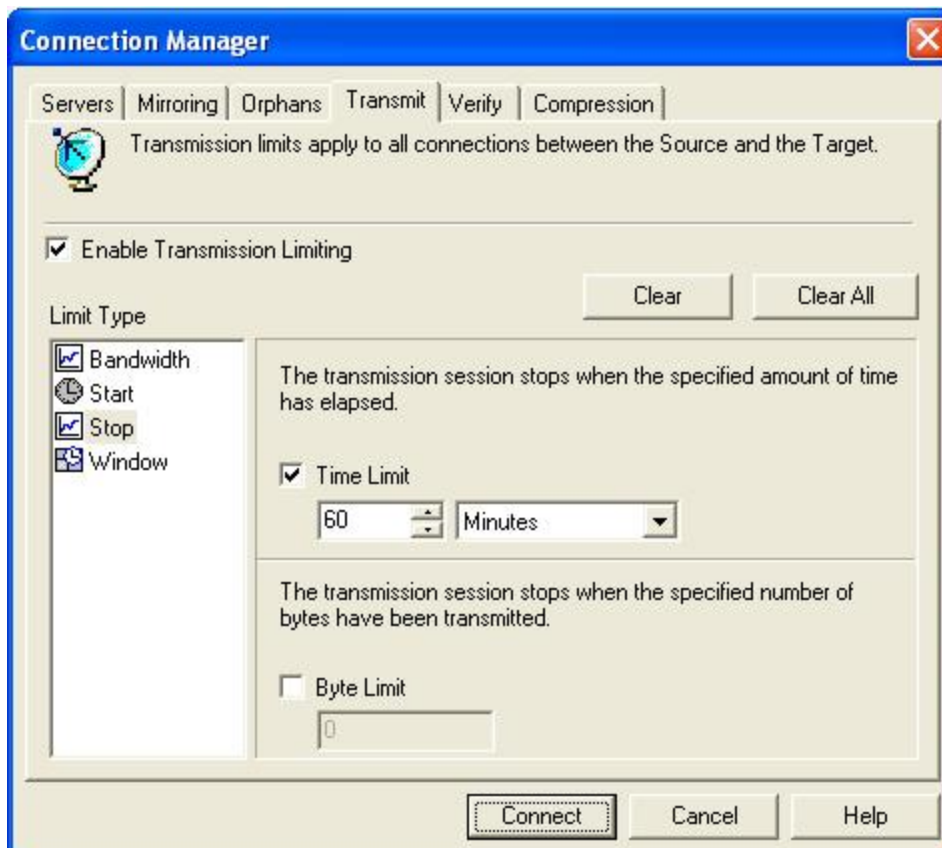 Connection Manager
Servers Mirroring Orphans Transmit Verify Compression
Transmission limits apply to all connections between the Source and the Target.
Enable Transmission Limiting
Clear Clear All
Limit Type
Bandwidth
Start
Stop
Window
The transmission session stops when the specified amount of time
has elapsed.
Time Limit
60 Minutes
The transmission session stops when the specified number of
bytes have been transmitted.
Byte Limit
0
Connect Cancel Help